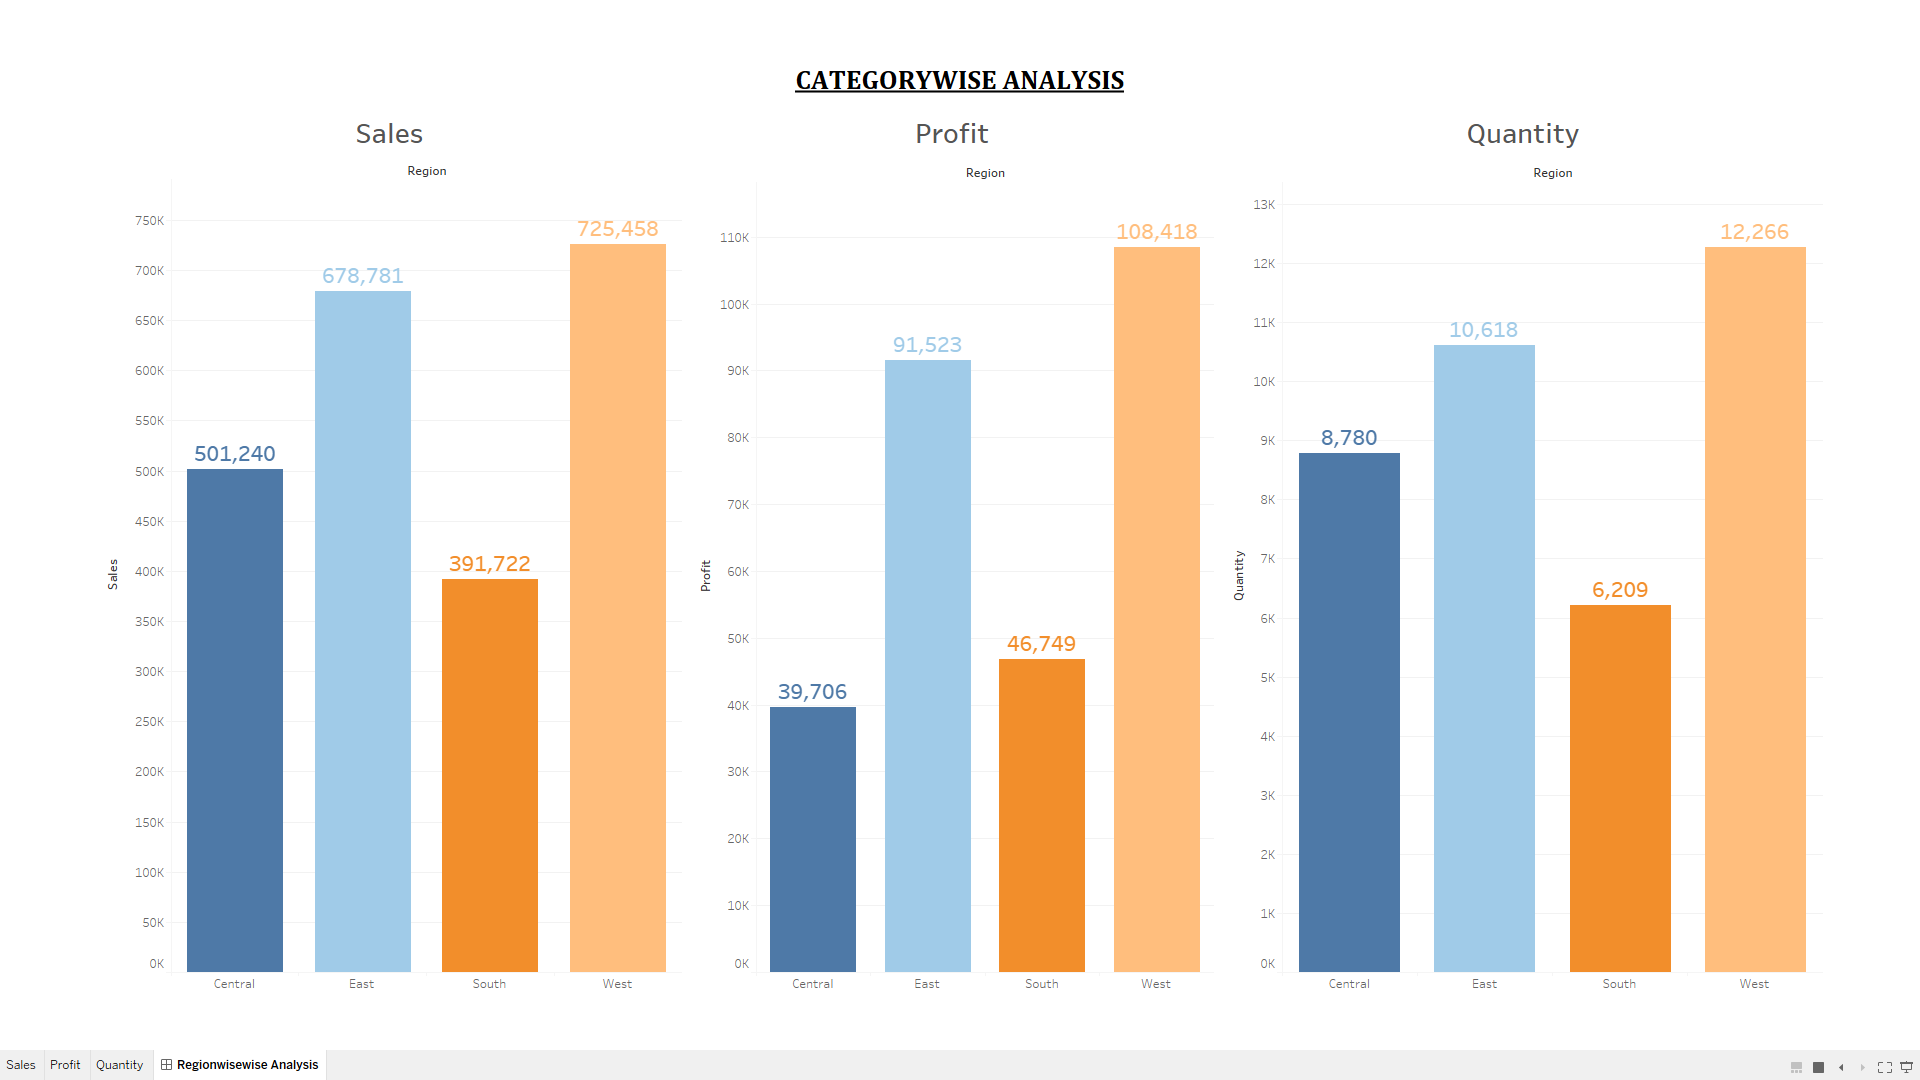 CATEGORYWISE ANALYSIS
Sales
Region
750K
700K
650K
600K
550K
500K
450K
400K
350K
300K
250K
200K
150K
100K
50K
0K
Sales
501,240
678,781
391,722
725,458
Central East South West
Profit
Region
110K
100K
90K
80K
70K
60K
50K
40K
30K
20K
10K
0K
Profit
39,706
91,523
46,749
108,418
Central East South West
Quantity
Region
13K
12K
11K
10K
9K
8K
7K
6K
5K
4K
3K
2K
1K
0K
Quantity
8,780
10,618
6,209
12,266
Central East South West
Sales Profit Quantity Regionwisewise Analysis